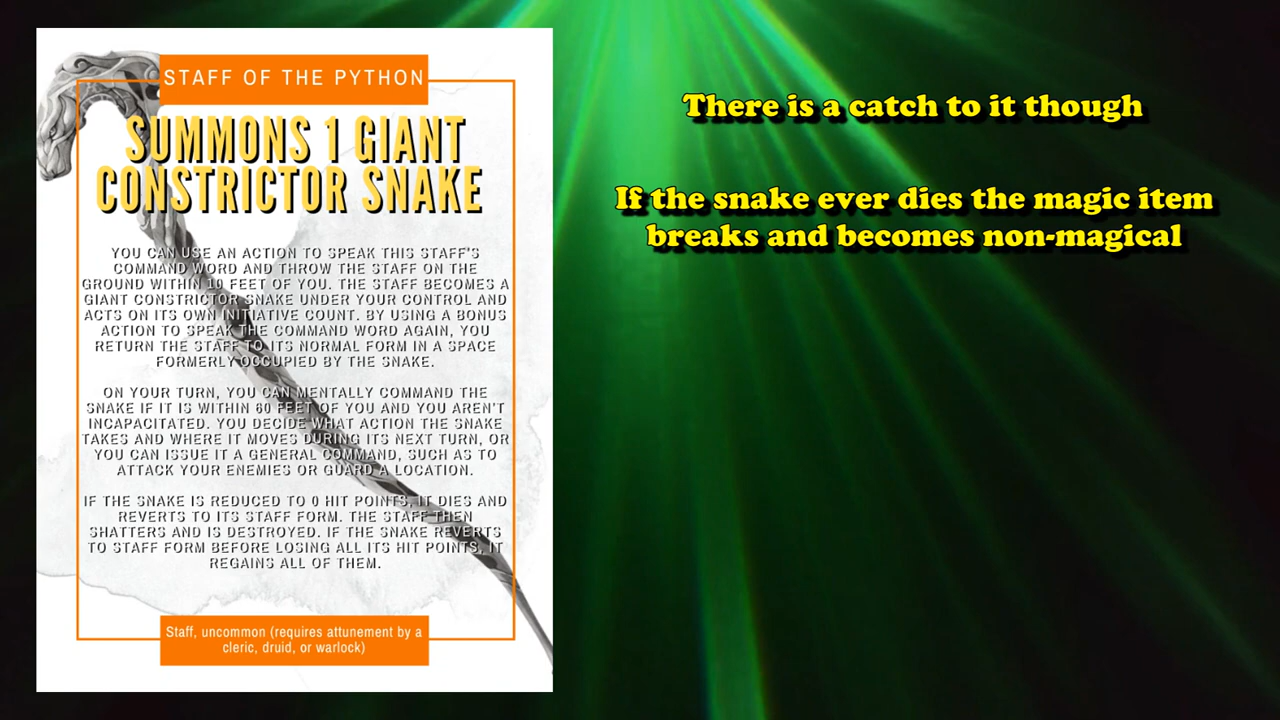 STAFF OF THE PYTHON
SUMMONS 1 GIANT
CONSTRICTOR SNAKE
YOU CAN USE AN ACTION TO SPEAK THIS STAFF'S
COMMAND WORD AND THROW THE STAFF ON THE
GROUND WITHIN 10 FEET OF YOU. THE STAFF BECOMES A
GIANT CONSTRICTOR SNAKE UNDER YOUR CONTROL AND
ACTS ON ITS OWN INITIATIVE COUNT. BY USING A BONUS
ACTION TO SPEAK THE COMMAND WORD AGAIN, YOU
RETURN THE STAFF TO ITS NORMAL FORM IN A SPACE
FORMERLY OCCUPIED BY THE SNAKE.
ON YOUR TURN, YOU CAN MENTALLY COMMAND THE
SNAKE IF IT IS WITHIN 60 FEET OF YOU AND YOU AREN'T
INCAPACITATED. YOU DECIDE WHAT ACTION THE SNAKE
TAKES AND WHERE IT MOVES DURING ITS NEXT TURN, OR
YOU CAN ISSUE IT A GENERAL COMMAND, SUCH AS TO
ATTACK YOUR ENEMIES OR GUARD A LOCATION.
IF THE SNAKE IS REDUCED TO 0 HIT POINTS, IT DIES AND
REVERTS TO ITS STAFF FORM. THE STAFF THEN
SHATTERS AND IS DESTROYED. IF THE SNAKE REVERTS
TO STAFF FORM BEFORE LOSING ALL ITS HIT POINTS, IT
REGAINS ALL OF THEM.
Staff, uncommon (requires attunement by a
cleric, druid, or warlock)
There is a catch to it though
If the snake ever dies the magic item
breaks and becomes non-magical